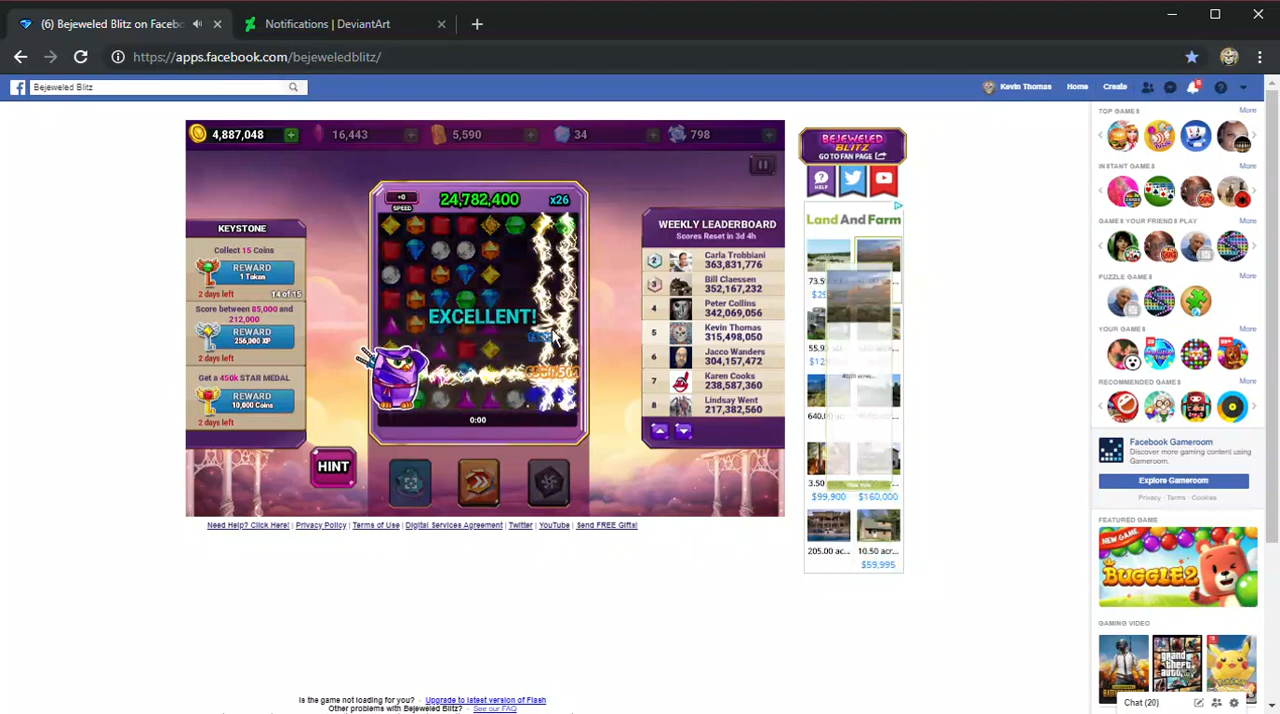 (6) Bejeweled Blitz on Faceb
Notifications | DeviantArt
https://apps.facebook.com/bejeweledblitz/
Bejeweled Blitz
Kevin Thomas
Home
Create
4,887,048
16,443
5,590
34
798
KEYSTONE
Collect 15 Coins
REWARD
1 Token
2 days left
14 of 15
Score between 85,000 and
212,000
REWARD
256,000 XP
2 days left
Get a 450k STAR MEDAL
REWARD
10,000 Coins
2 days left
+0
SPEED
24,782,400
x26
EXCELLENT!
0:00
HINT
WEEKLY LEADERBOARD
Scores Reset in 3d 4h
2
Carla Trobbiani
363,831,776
3
Bill Claessen
352,167,232
4
Peter Collins
342,069,056
5
Kevin Thomas
315,498,050
6
Jacco Wanders
304,157,472
7
Karen Cooks
238,587,360
8
Lindsay Went
217,382,560
Need Help? Click Here! | Privacy Policy | Terms of Use | Digital Services Agreement | Twitter | YouTube | Send FREE Gifts!
BEJEWELED
BLITZ
GO TO FAN PAGE
HELP
LAND AND FARM
$99,900
$160,000
205.00 ac...
10.50 acr...
$59,995
TOP GAMES
More
INSTANT GAMES
More
GAMES YOUR FRIENDS PLAY
More
PUZZLE GAMES
More
YOUR GAMES
More
RECOMMENDED GAMES
More
Facebook Gameroom
Discover more gaming content using
Gameroom.
Explore Gameroom
Privacy · Terms · Cookies
FEATURED GAME
NEW GAME
BUGGLE2
GAMING VIDEO
Chat (20)
Is the game not loading for you? - Upgrade to latest version of Flash
Other problems with Bejeweled Blitz? - See our FAQ